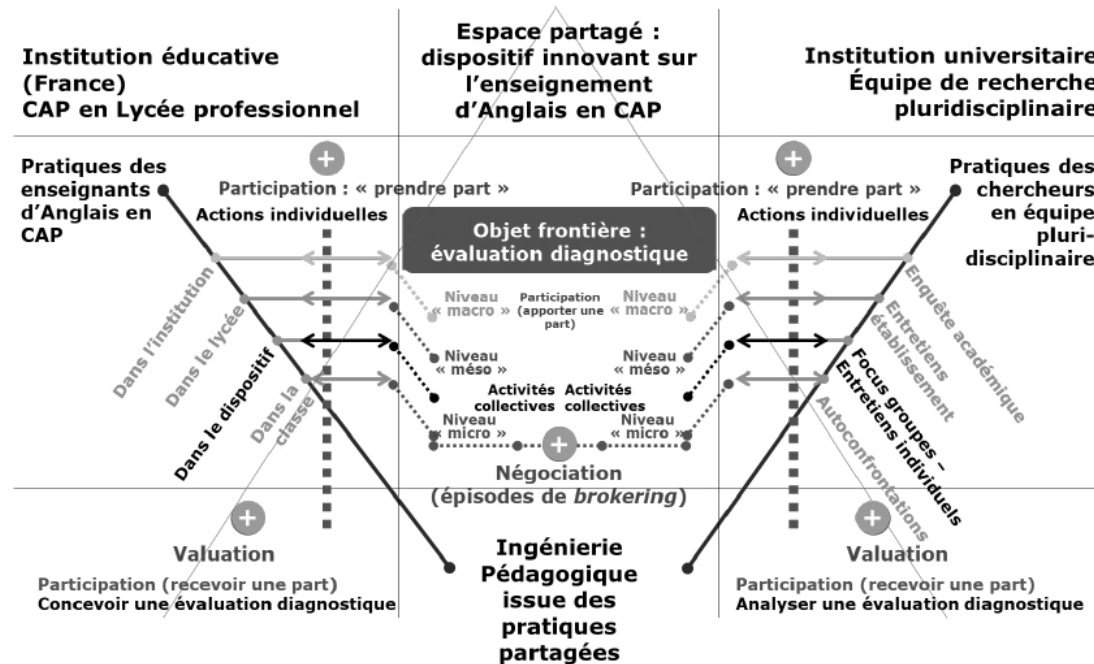 Institution éducative
(France)
CAP en Lycée professionnel
Espace partagé :
dispositif innovant sur
l'enseignement
d'Anglais en CAP
Institution universitaire
Équipe de recherche
pluridisciplinaire
Pratiques des
enseignants
d'Anglais en
CAP
+
Participation : « prendre part »
Actions individuelles
Objet frontière :
évaluation diagnostique
+
Participation : « prendre part »
Actions individuelles
Pratiques des
chercheurs
en équipe
pluri-
disciplinaire
Dans l'institution
Dans le lycée
Dans le dispositif
Dans la
classe
Niveau
« macro »
Participation
(apporter une
part)
Niveau
« macro »
Niveau
« méso »
Niveau
« méso »
Activités
collectives
Activités
collectives
Niveau
« micro »
Niveau
« micro »
+
Négociation
(épisodes de brokering)
Enquête académique
Entretiens
établissement
Focus groupes –
Entretiens individuels
Autoconfrontations
+
Valuation
Participation (recevoir une part)
Concevoir une évaluation diagnostique
Ingénierie
Pédagogique
issue des
pratiques
partagées
+
Valuation
Participation (recevoir une part)
Analyser une évaluation diagnostique